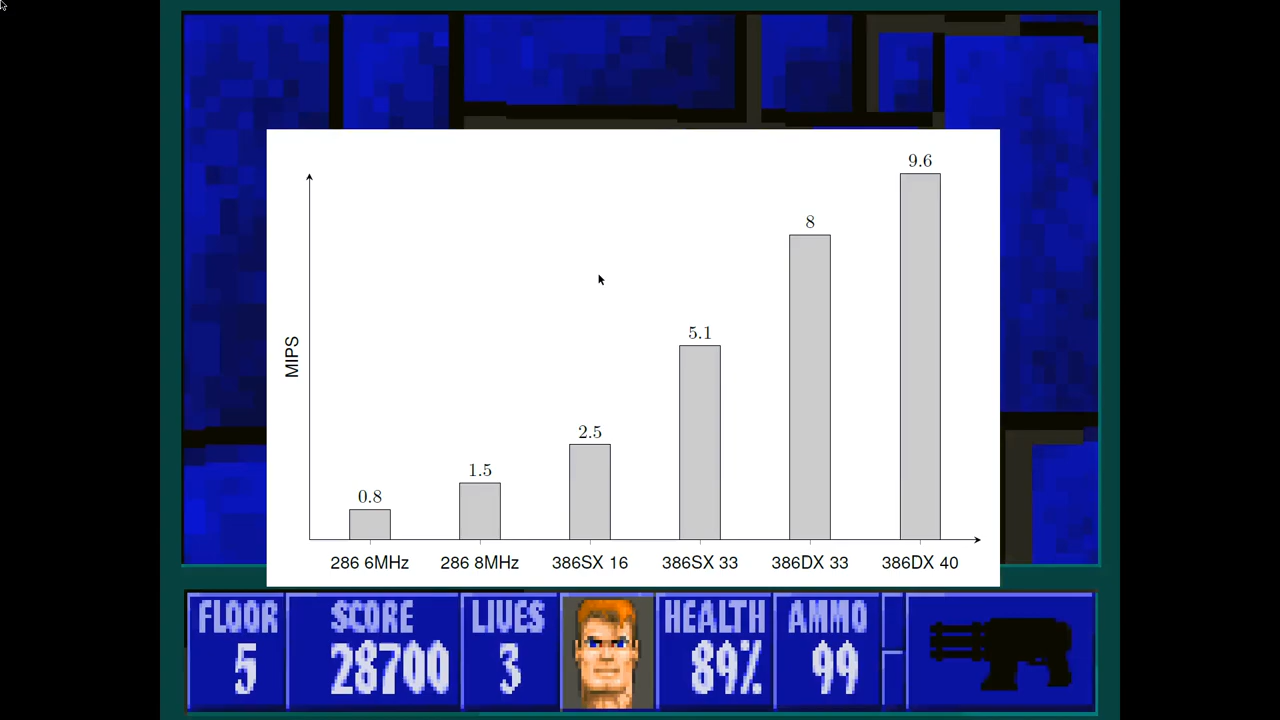 9.6
8
5.1
2.5
1.5
0.8
MIPS
286 6MHz 286 8MHz 386SX 16 386SX 33 386DX 33 386DX 40
FLOOR SCORE LIVES HEALTH AMMO
5 28700 3 89% 99